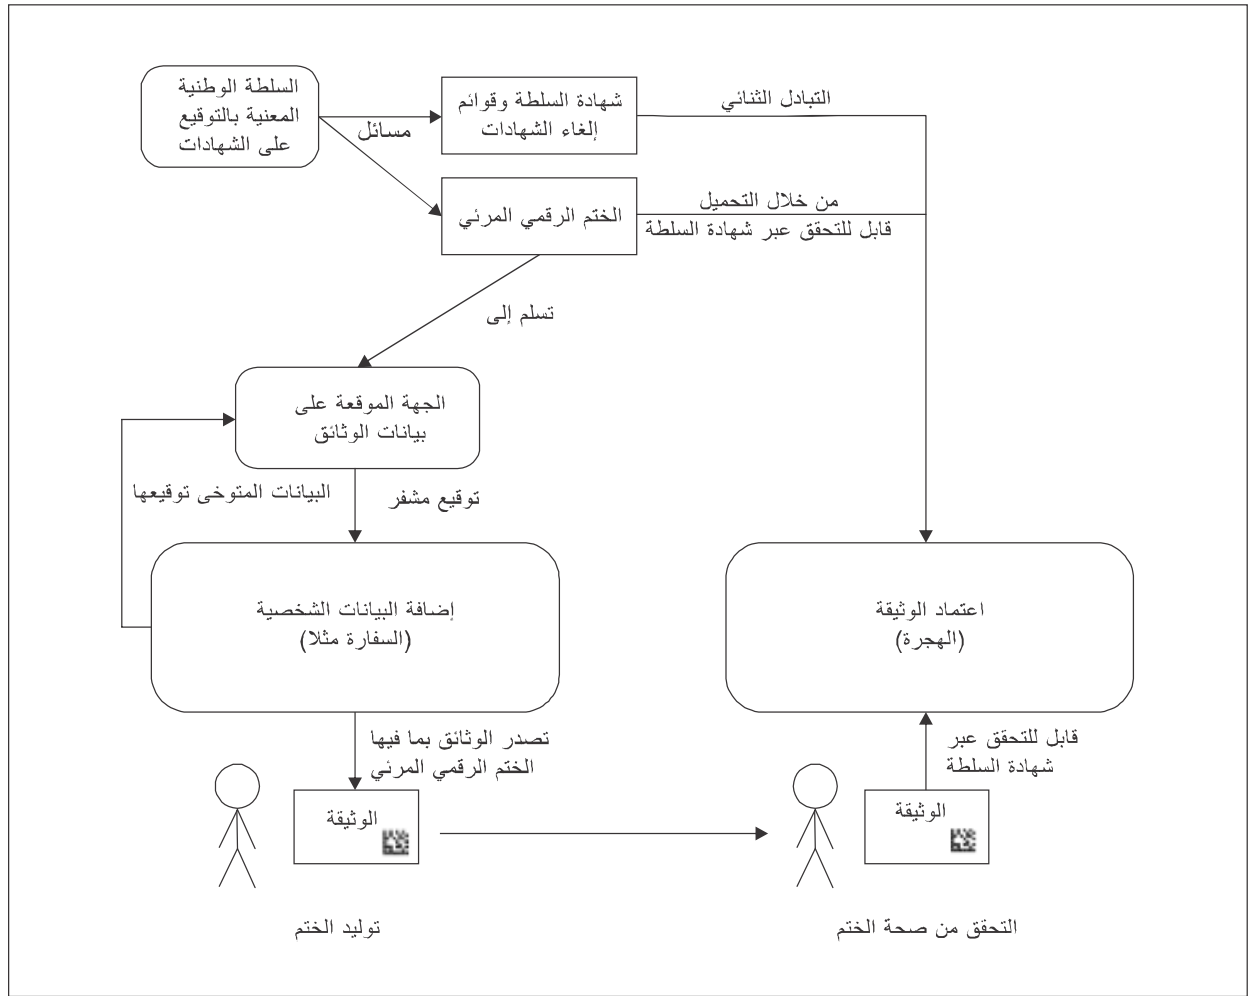 السلطة الوطنية
المعنية بالتوقيع
على الشهادات
مسائل
شهادة السلطة وقوائم
إلغاء الشهادات
التبادل الثنائي
الختم الرقمي المرئي
من خلال التحميل
قابل للتحقق عبر شهادة السلطة
تسلم إلى
الجهة الموقعة على
بيانات الوثائق
البيانات المتوخى توقيعها
توقيع مشفر
إضافة البيانات الشخصية
(السفارة مثلا)
اعتماد الوثيقة
(الهجرة)
تصدر الوثائق بما فيها
الختم الرقمي المرئي
قابل للتحقق عبر
شهادة السلطة
الوثيقة
الوثيقة
توليد الختم
التحقق من صحة الختم